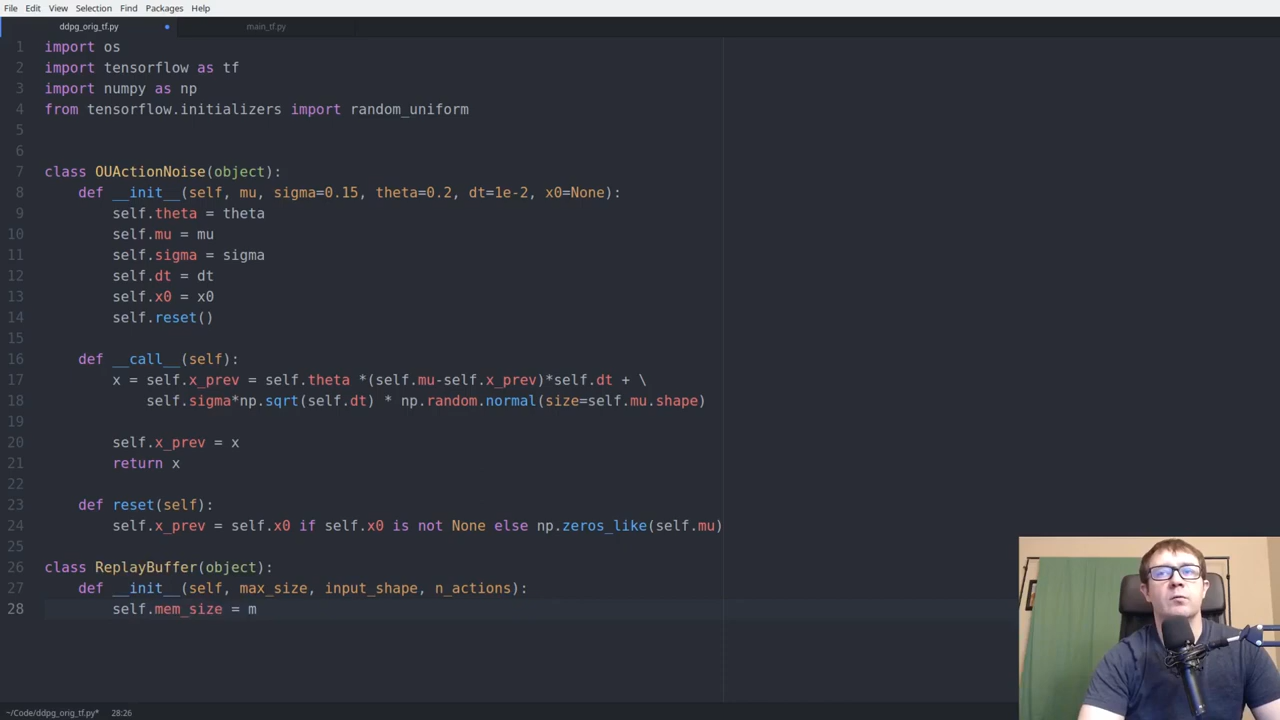 File Edit View Selection Find Packages Help
ddpg_orig_tf.py main_tf.py
1 import os
2 import tensorflow as tf
3 import numpy as np
4 from tensorflow.initializers import random_uniform
5
6
7 class OUActionNoise(object):
8 def __init__(self, mu, sigma=0.15, theta=0.2, dt=1e-2, x0=None):
9 self.theta = theta
10 self.mu = mu
11 self.sigma = sigma
12 self.dt = dt
13 self.x0 = x0
14 self.reset()
15
16 def __call__(self):
17 x = self.x_prev = self.theta *(self.mu-self.x_prev)*self.dt + \
18 self.sigma*np.sqrt(self.dt) * np.random.normal(size=self.mu.shape)
19
20 self.x_prev = x
21 return x
22
23 def reset(self):
24 self.x_prev = self.x0 if self.x0 is not None else np.zeros_like(self.mu)
25
26 class ReplayBuffer(object):
27 def __init__(self, max_size, input_shape, n_actions):
28 self.mem_size = m
~/Code/ddpg_orig_tf.py* 28:26